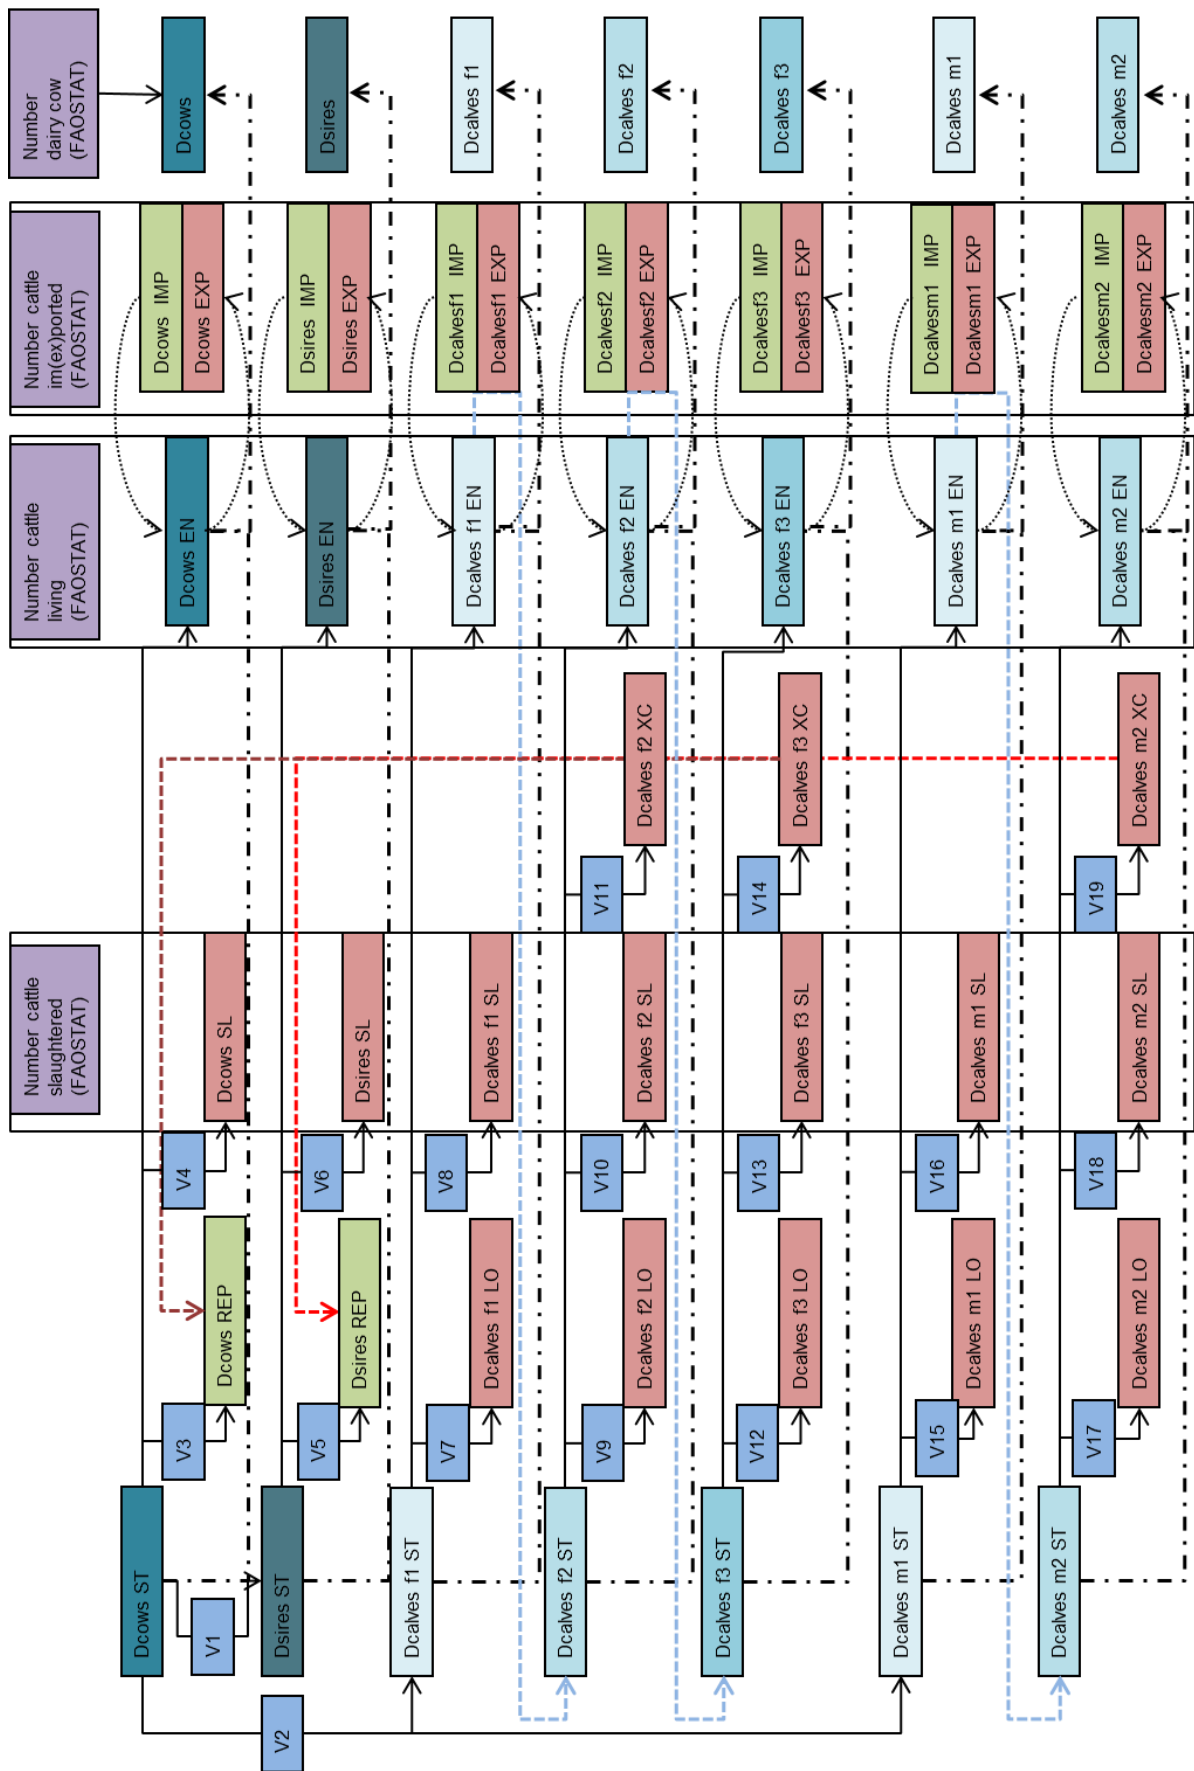 Number cattle
slaughtered
(FAOSTAT)
Number cattle
living
(FAOSTAT)
Number cattle
im(ex)ported
(FAOSTAT)
Number
dairy cow
(FAOSTAT)
Dcows ST
V3
Dcows REP
V4
Dcows SL
Dcows EN
Dcows IMP
Dcows EXP
Dcows
V1
V2
Dsires ST
V5
Dsires REP
V6
Dsires SL
Dsires EN
Dsires IMP
Dsires EXP
Dsires
Dcalves f1 ST
V7
Dcalves f1 LO
V8
Dcalves f1 SL
Dcalves f1 EN
Dcalvesf1 IMP
Dcalvesf1 EXP
Dcalves f1
Dcalves f2 ST
V9
Dcalves f2 LO
V10
Dcalves f2 SL
V11
Dcalves f2 XC
Dcalves f2 EN
Dcalvesf2 IMP
Dcalvesf2 EXP
Dcalves f2
Dcalves f3 ST
V12
Dcalves f3 LO
V13
Dcalves f3 SL
V14
Dcalves f3 XC
Dcalves f3 EN
Dcalvesf3 IMP
Dcalvesf3 EXP
Dcalves f3
Dcalves m1 ST
V15
Dcalves m1 LO
V16
Dcalves m1 SL
Dcalves m1 EN
Dcalvesm1 IMP
Dcalvesm1 EXP
Dcalves m1
Dcalves m2 ST
V17
Dcalves m2 LO
V18
Dcalves m2 SL
V19
Dcalves m2 XC
Dcalves m2 EN
Dcalvesm2 IMP
Dcalvesm2 EXP
Dcalves m2